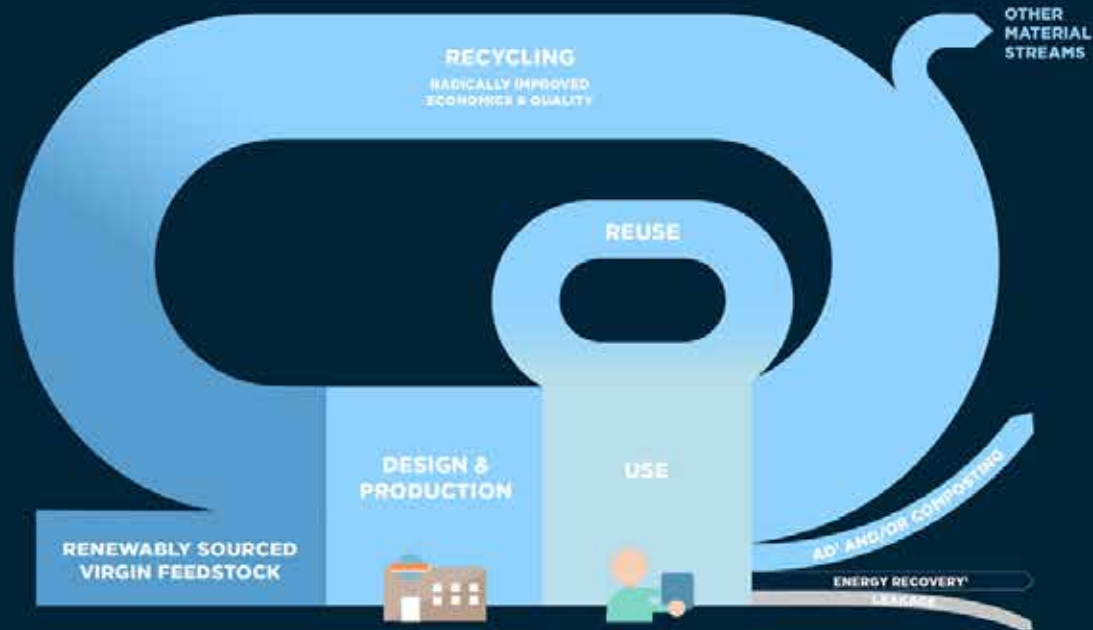 OTHER
MATERIAL
STREAMS
RECYCLING
RADICALLY IMPROVED
ECONOMICS & QUALITY
REUSE
DESIGN &
PRODUCTION
USE
RENEWABLY SOURCED
VIRGIN FEEDSTOCK
AD¹ AND/OR COMPOSTING
ENERGY RECOVERY¹
LEAKAGE